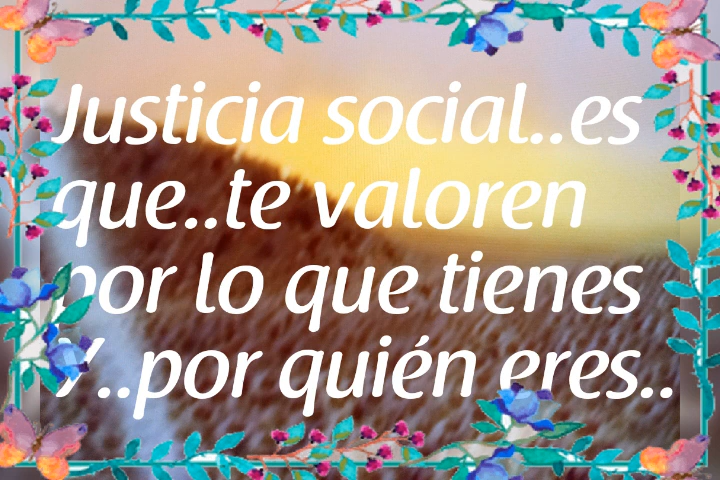 Justicia social..es
que..te valoren
por lo que tienes
Y..por quién eres..